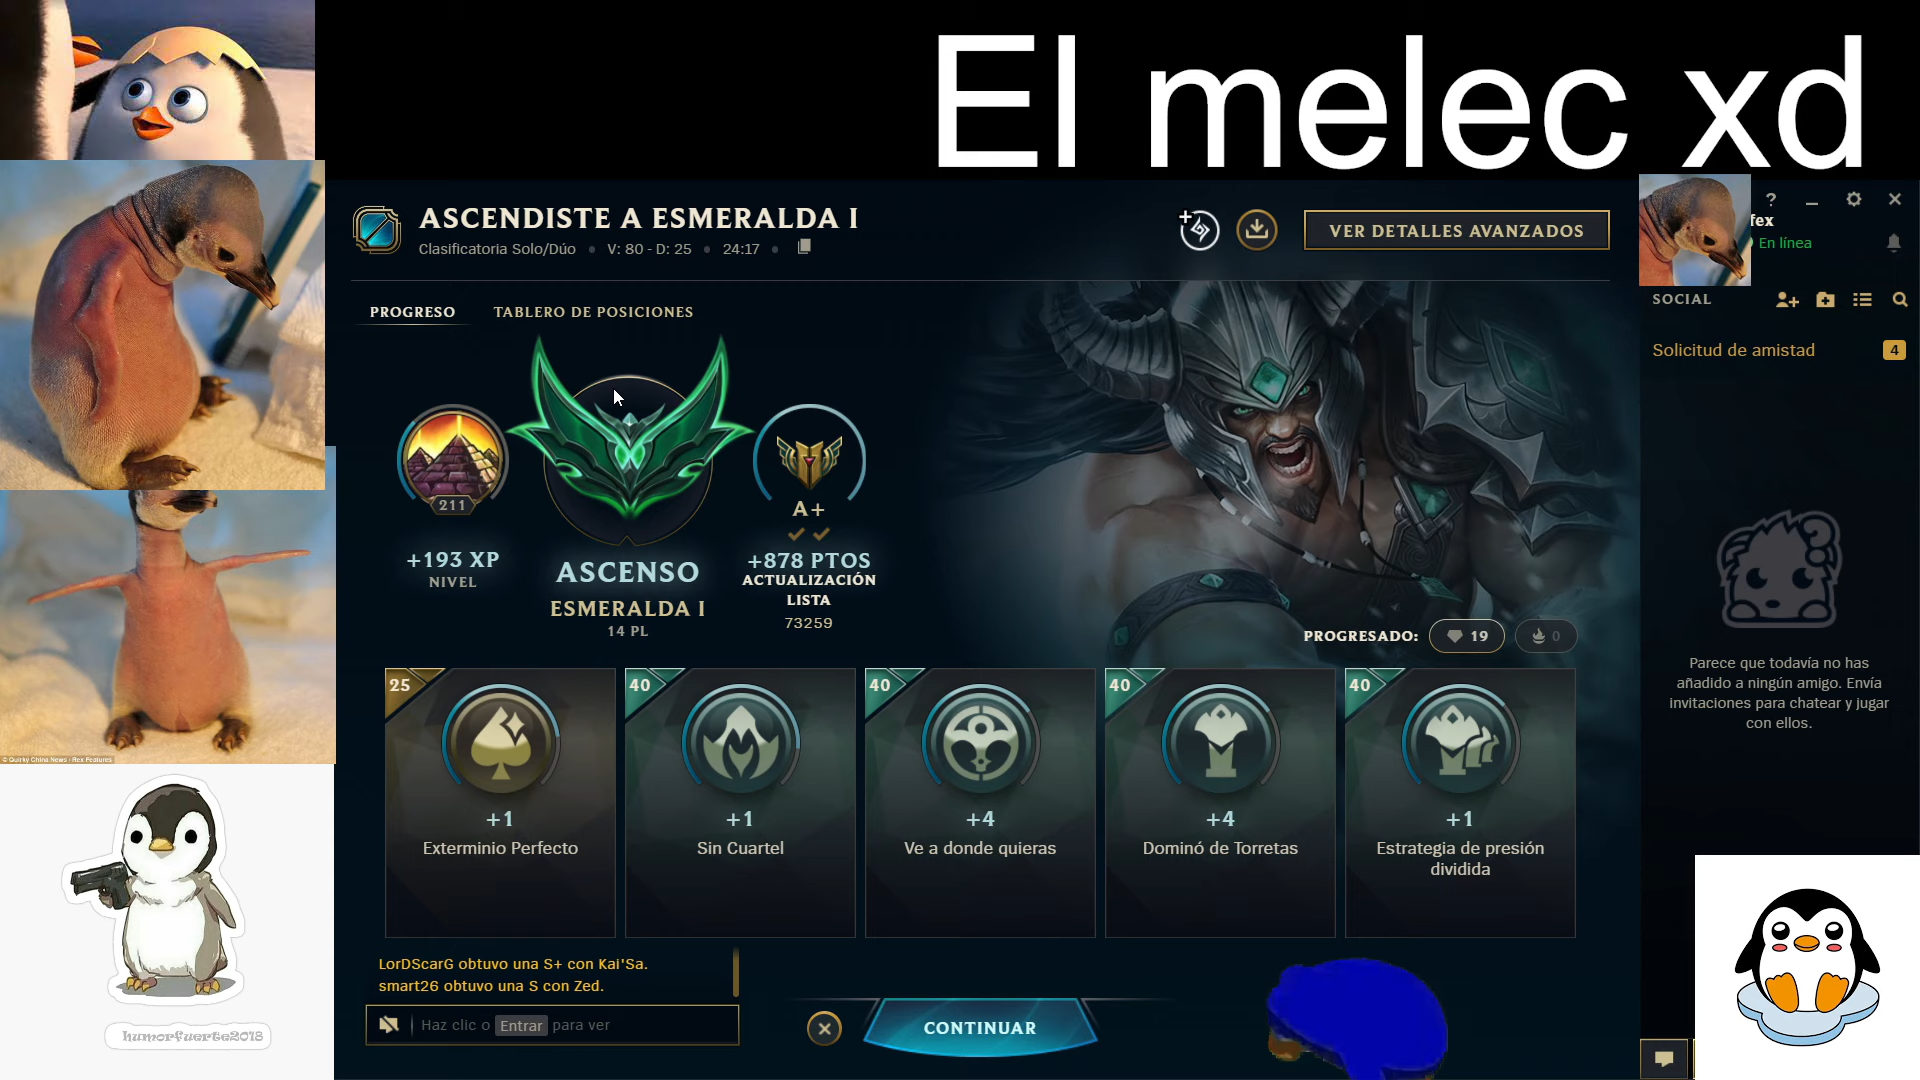 El melec xd
ASCENDISTE A ESMERALDA I
Clasificatoria Solo/Dúo • V: 80 - D: 25 • 24:17 •
VER DETALLES AVANZADOS
?
fex
En línea
PROGRESO
TABLERO DE POSICIONES
SOCIAL
Solicitud de amistad
4
211
+193 XP
NIVEL
ASCENSO
ESMERALDA I
14 PL
A+
+878 PTOS
ACTUALIZACIÓN
LISTA
73259
PROGRESADO:
19
0
25
+1
Exterminio Perfecto
40
+1
Sin Cuartel
40
+4
Ve a donde quieras
40
+4
Dominó de Torretas
40
+1
Estrategia de presión
dividida
Parece que todavía no has
añadido a ningún amigo. Envía
invitaciones para chatear y jugar
con ellos.
© Quirky China News - Rex Features
LorDScarG obtuvo una S+ con Kai'Sa.
smart26 obtuvo una S con Zed.
Haz clic o Entrar para ver
CONTINUAR
humorfuerte2018